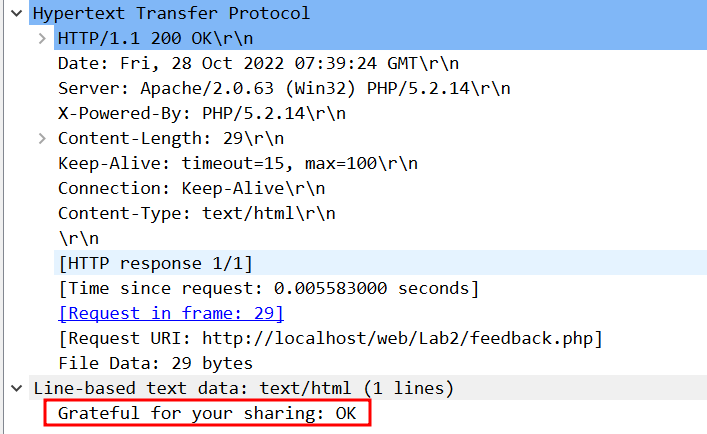 Hypertext Transfer Protocol
HTTP/1.1 200 OK\r\n
Date: Fri, 28 Oct 2022 07:39:24 GMT\r\n
Server: Apache/2.0.63 (Win32) PHP/5.2.14\r\n
X-Powered-By: PHP/5.2.14\r\n
Content-Length: 29\r\n
Keep-Alive: timeout=15, max=100\r\n
Connection: Keep-Alive\r\n
Content-Type: text/html\r\n
\r\n
[HTTP response 1/1]
[Time since request: 0.005583000 seconds]
[Request in frame: 29]
[Request URI: http://localhost/web/Lab2/feedback.php]
File Data: 29 bytes
Line-based text data: text/html (1 lines)
Grateful for your sharing: OK